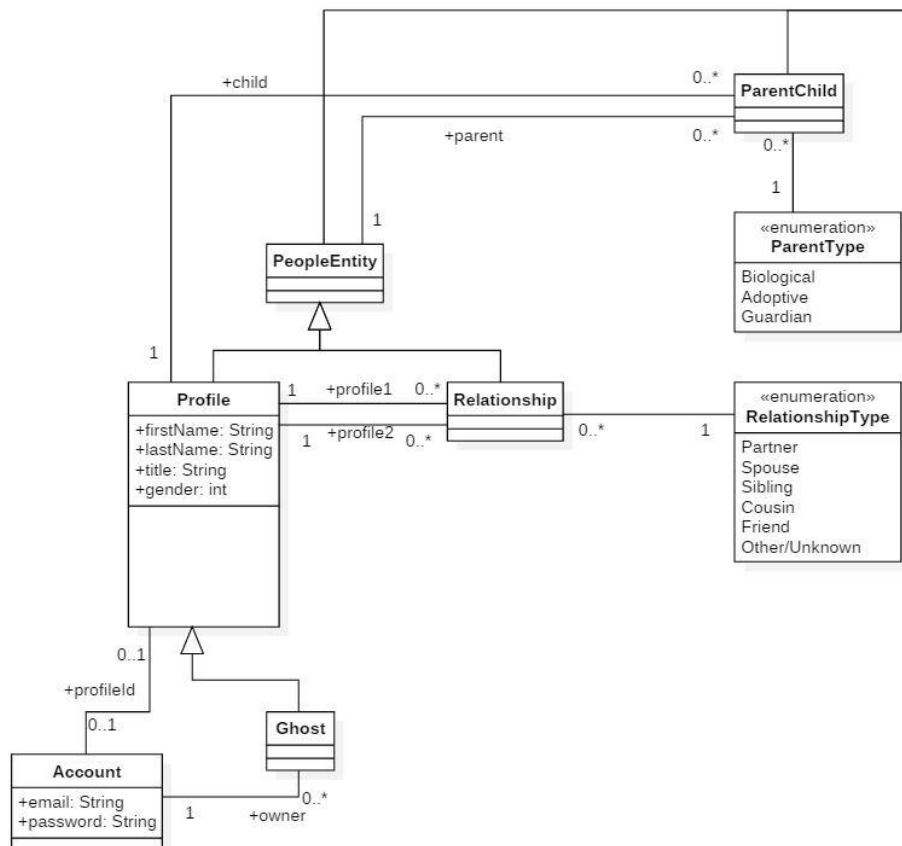 +child
0..*
ParentChild
+parent
0..*
0..*
1
1
«enumeration»
ParentType
Biological
Adoptive
Guardian
PeopleEntity
1
Profile
+firstName: String
+lastName: String
+title: String
+gender: int
1
+profile1
0..*
1
+profile2
0..*
Relationship
0..*
1
«enumeration»
RelationshipType
Partner
Spouse
Sibling
Cousin
Friend
Other/Unknown
0..1
+profileId
0..1
Ghost
Account
+email: String
+password: String
1
+owner
0..*